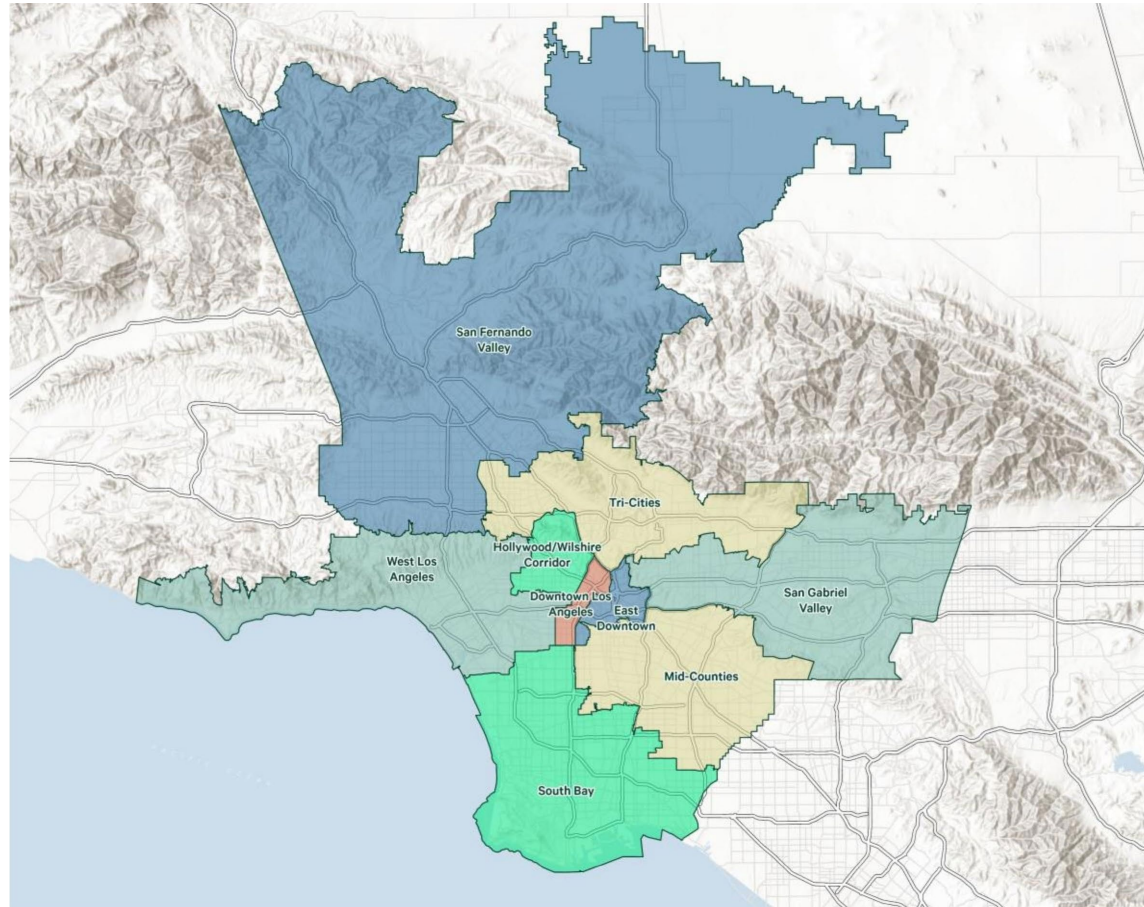 San Fernando
Valley
Tri-Cities
Hollywood/Wilshire
Corridor
West Los
Angeles
San Gabriel
Valley
Downtown Los
Angeles
East
Downtown
Mid-Counties
South Bay